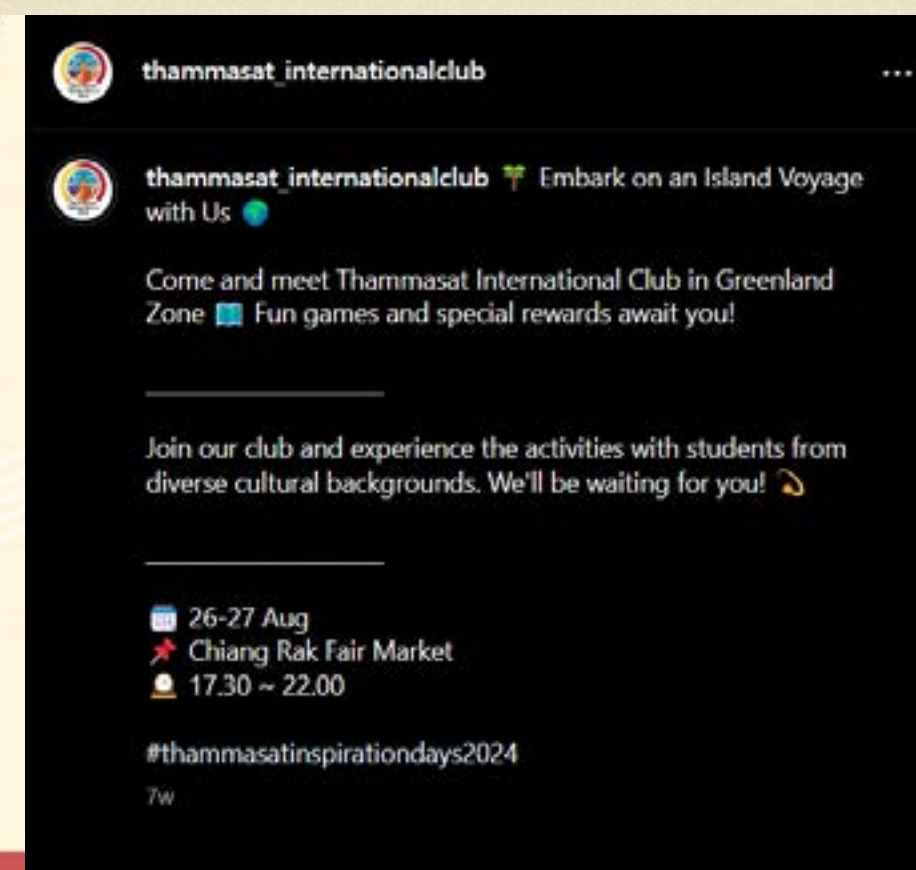 thammasat_internationalclub
thammasat_internationalclub 🌴 Embark on an Island Voyage
with Us 🌍
Come and meet Thammasat International Club in Greenland
Zone 🗺️ Fun games and special rewards await you!
Join our club and experience the activities with students from
diverse cultural backgrounds. We'll be waiting for you! 💫
📅 26-27 Aug
📌 Chiang Rak Fair Market
🕰️ 17.30 ~ 22.00
#thammasatinspirationdays2024
7w